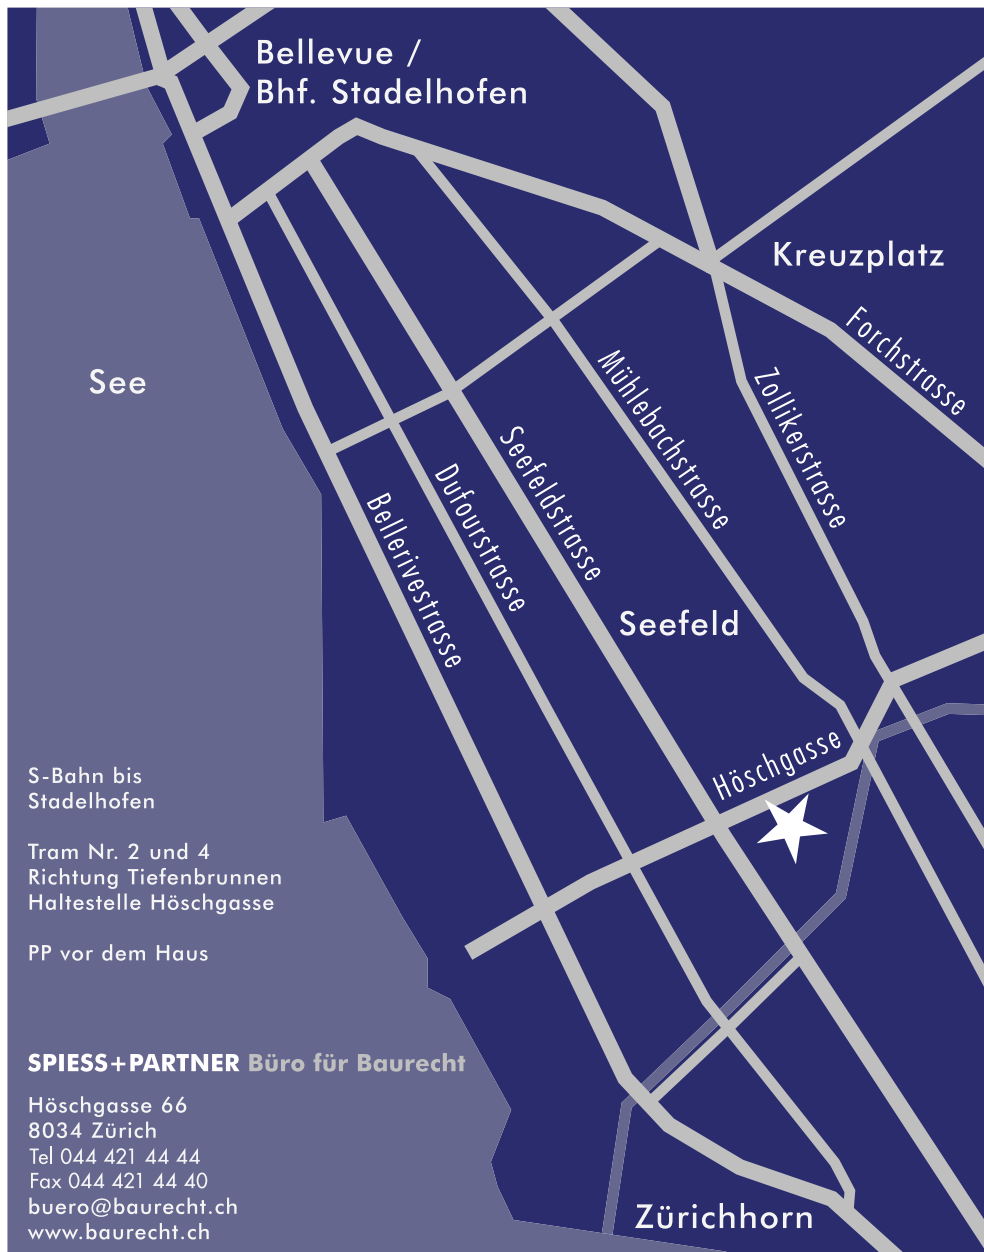 Bellevue /
Bhf. Stadelhofen
Kreuzplatz
Forchstrasse
See
Mühlebachstrasse
Zollikerstrasse
Seefeldstrasse
Dufourstrasse
Bellerivestrasse
Seefeld
Höschgasse
S-Bahn bis
Stadelhofen
Tram Nr. 2 und 4
Richtung Tiefenbrunnen
Haltestelle Höschgasse
PP vor dem Haus
SPIESS+PARTNER Büro für Baurecht
Höschgasse 66
8034 Zürich
Tel 044 421 44 44
Fax 044 421 44 40
buero@baurecht.ch
www.baurecht.ch
Zürichhorn